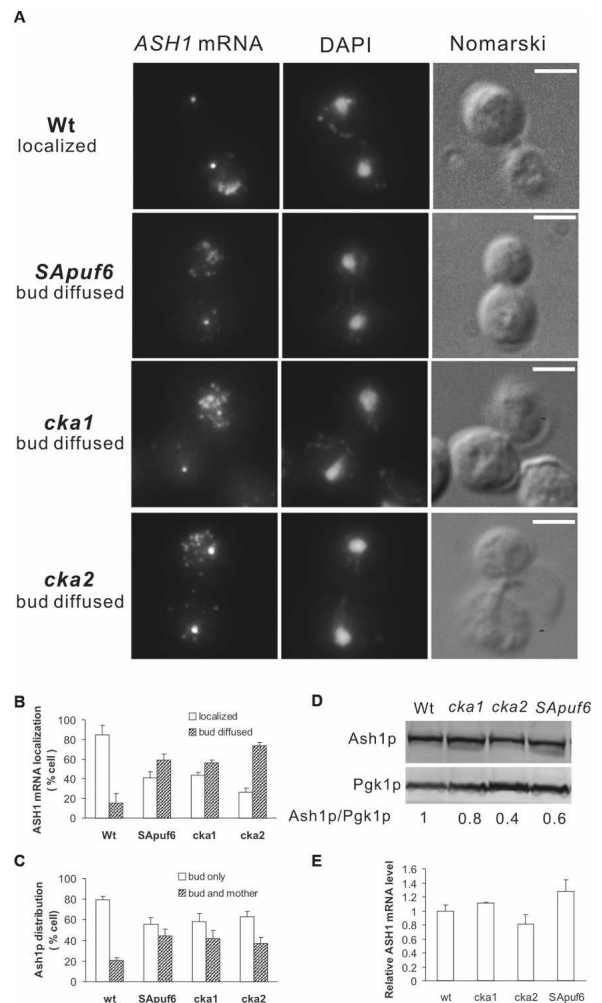 A
ASH1 mRNA DAPI Nomarski
Wt
localized
SApuf6
bud diffused
cka1
bud diffused
cka2
bud diffused
B
localized
bud diffused
ASH1 mRNA localization
( % cell)
100
80
60
40
20
0
Wt SApuf6 cka1 cka2
C
bud only
bud and mother
Ash1p distribution
( % cell)
100
80
60
40
20
0
wt SApuf6 cka1 cka2
D
Wt cka1 cka2 SApuf6
Ash1p
Pgk1p
Ash1p/Pgk1p 1 0.8 0.4 0.6
E
Relative ASH1 mRNA level
1.6
1.4
1.2
1
0.8
0.6
0.4
0.2
0
wt cka1 cka2 SApuf6